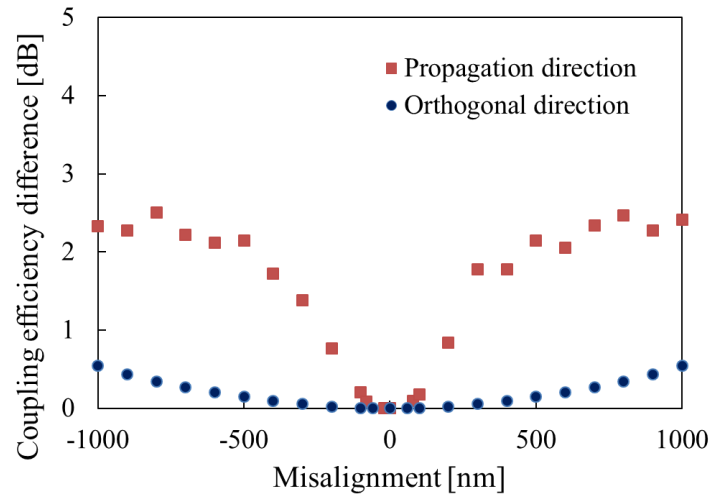 Coupling efficiency difference [dB]
5
4
3
2
1
0
Propagation direction
Orthogonal direction
-1000 -500 0 500 1000
Misalignment [nm]